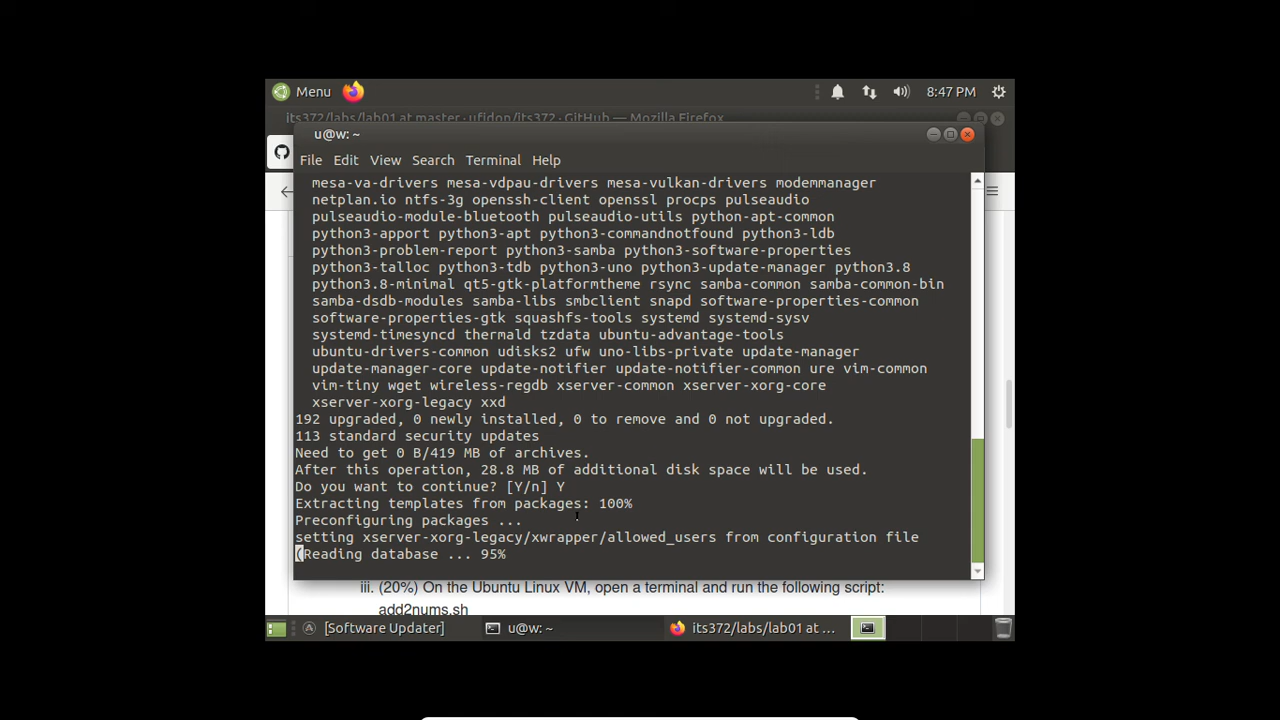 Menu
8:47 PM
its372/labs/lab01 at master · ufidon/its372 · GitHub — Mozilla Firefox
u@w: ~
File Edit View Search Terminal Help
mesa-va-drivers mesa-vdpau-drivers mesa-vulkan-drivers modemmanager
netplan.io ntfs-3g openssh-client openssl procps pulseaudio
pulseaudio-module-bluetooth pulseaudio-utils python-apt-common
python3-apport python3-apt python3-commandnotfound python3-ldb
python3-problem-report python3-samba python3-software-properties
python3-talloc python3-tdb python3-uno python3-update-manager python3.8
python3.8-minimal qt5-gtk-platformtheme rsync samba-common samba-common-bin
samba-dsdb-modules samba-libs smbclient snapd software-properties-common
software-properties-gtk squashfs-tools systemd systemd-sysv
systemd-timesyncd thermald tzdata ubuntu-advantage-tools
ubuntu-drivers-common udisks2 ufw uno-libs-private update-manager
update-manager-core update-notifier update-notifier-common ure vim-common
vim-tiny wget wireless-regdb xserver-common xserver-xorg-core
xserver-xorg-legacy xxd
192 upgraded, 0 newly installed, 0 to remove and 0 not upgraded.
113 standard security updates
Need to get 0 B/419 MB of archives.
After this operation, 28.8 MB of additional disk space will be used.
Do you want to continue? [Y/n] Y
Extracting templates from packages: 100%
Preconfiguring packages ...
setting xserver-xorg-legacy/xwrapper/allowed_users from configuration file
(Reading database ... 95%
iii. (20%) On the Ubuntu Linux VM, open a terminal and run the following script:
add2nums.sh
[Software Updater] u@w: ~ its372/labs/lab01 at ...